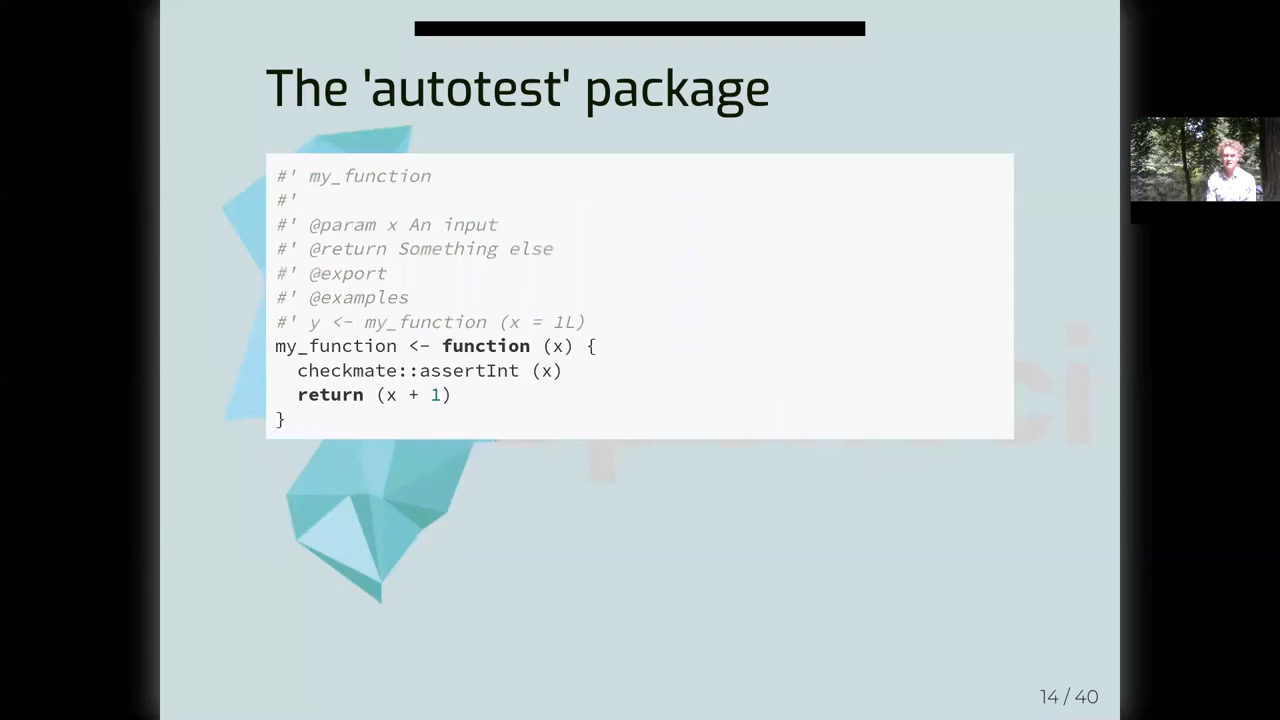 The 'autotest' package
#' my_function
#'
#' @param x An input
#' @return Something else
#' @export
#' @examples
#' y <- my_function (x = 1L)
my_function <- function (x) {
  checkmate::assertInt (x)
  return (x + 1)
}
14 / 40